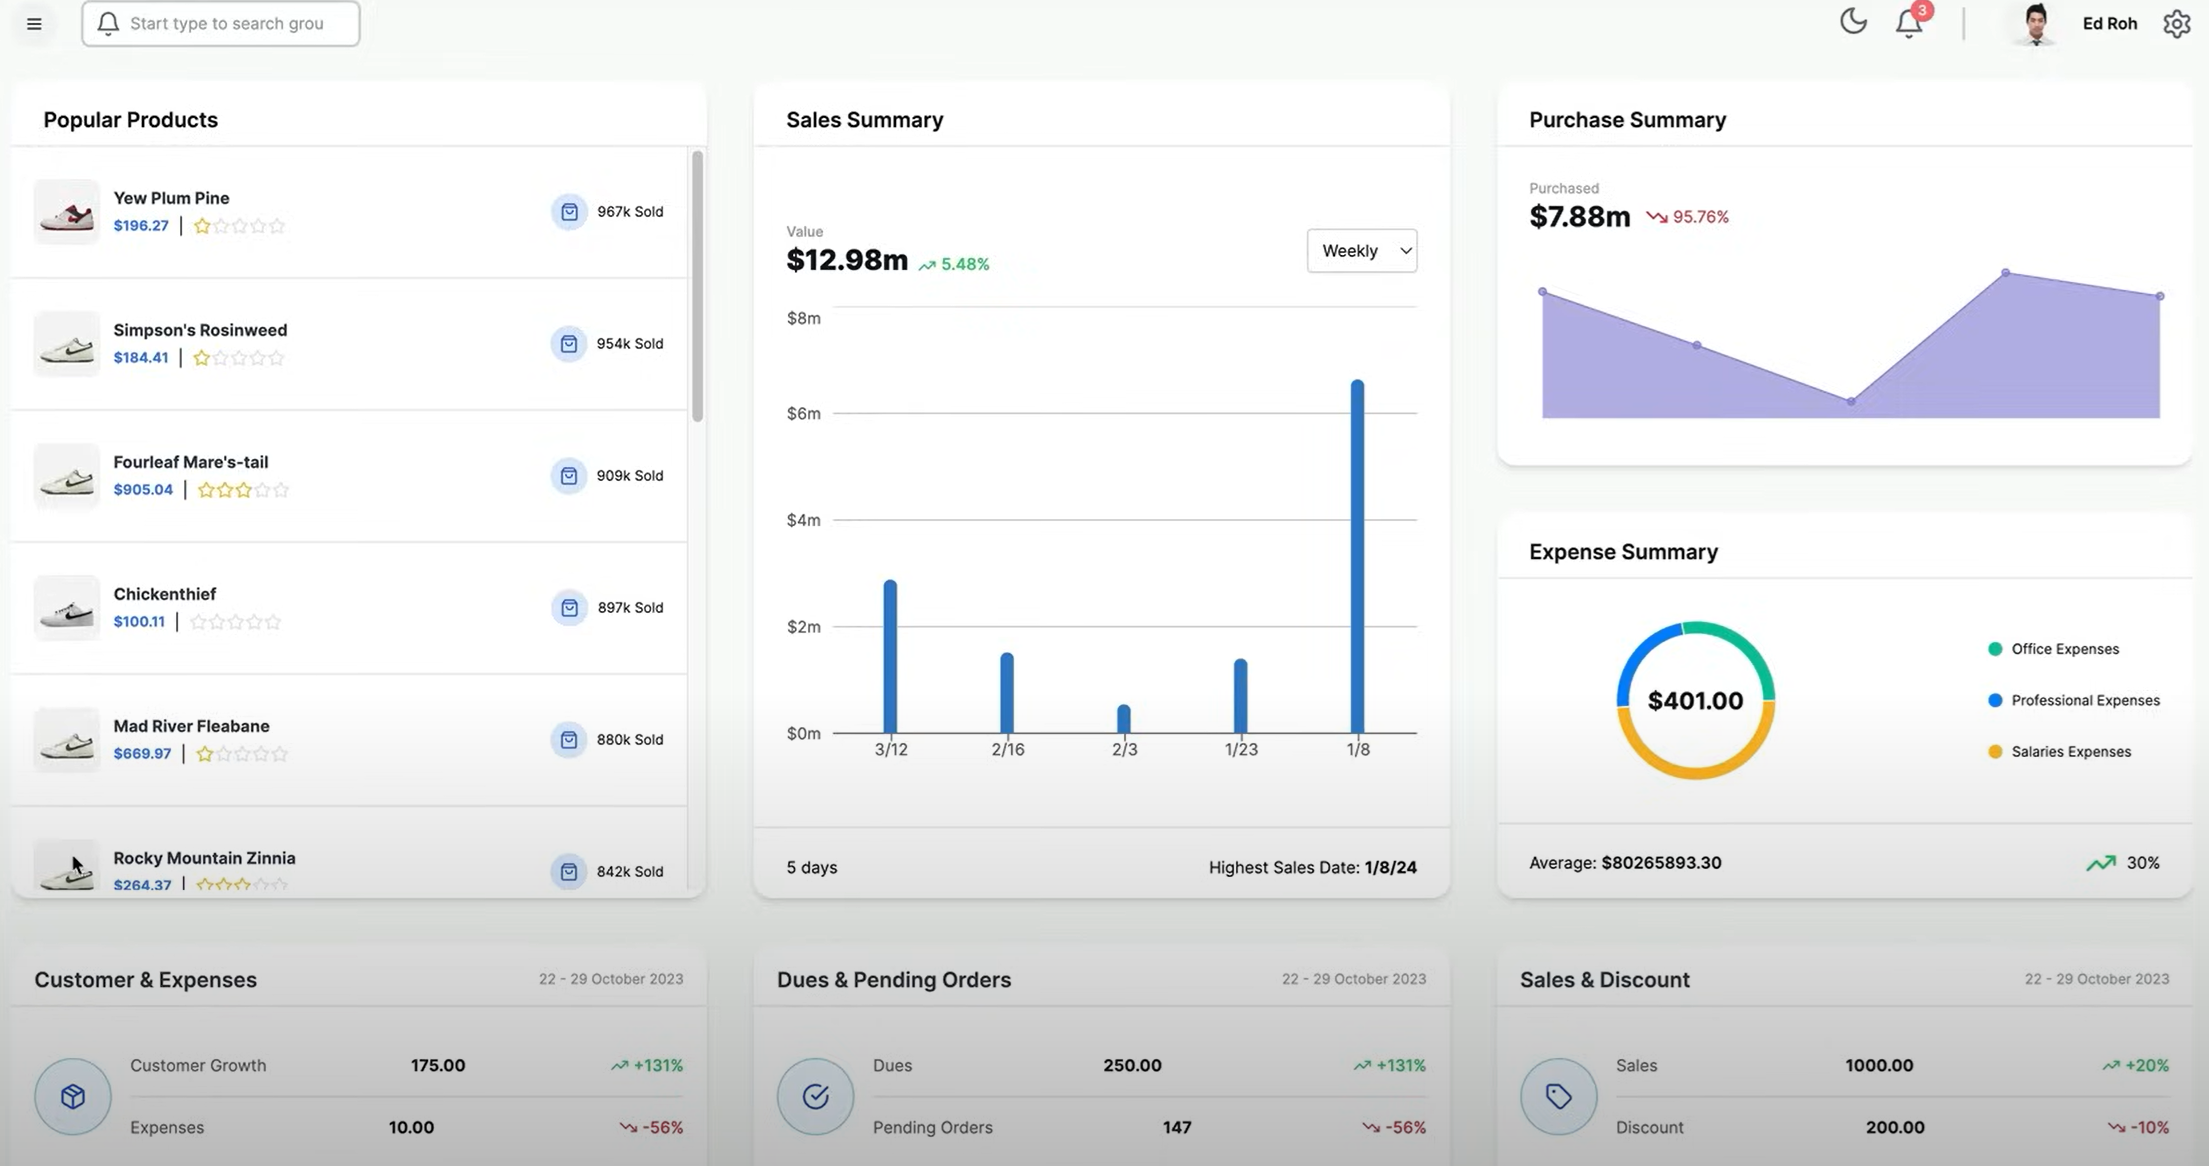 Start type to search grou
3
Ed Roh
Popular Products
Yew Plum Pine
$196.27
967k Sold
Simpson's Rosinweed
$184.41
954k Sold
Fourleaf Mare's-tail
$905.04
909k Sold
Chickenthief
$100.11
897k Sold
Mad River Fleabane
$669.97
880k Sold
Rocky Mountain Zinnia
$264.37
842k Sold
Sales Summary
Value
$12.98m 5.48%
Weekly
$8m
$6m
$4m
$2m
$0m
3/12 2/16 2/3 1/23 1/8
5 days
Highest Sales Date: 1/8/24
Purchase Summary
Purchased
$7.88m 95.76%
Expense Summary
$401.00
Office Expenses
Professional Expenses
Salaries Expenses
Average: $80265893.30
30%
Customer & Expenses
22 - 29 October 2023
Customer Growth 175.00 +131%
Expenses 10.00 -56%
Dues & Pending Orders
22 - 29 October 2023
Dues 250.00 +131%
Pending Orders 147 -56%
Sales & Discount
22 - 29 October 2023
Sales 1000.00 +20%
Discount 200.00 -10%